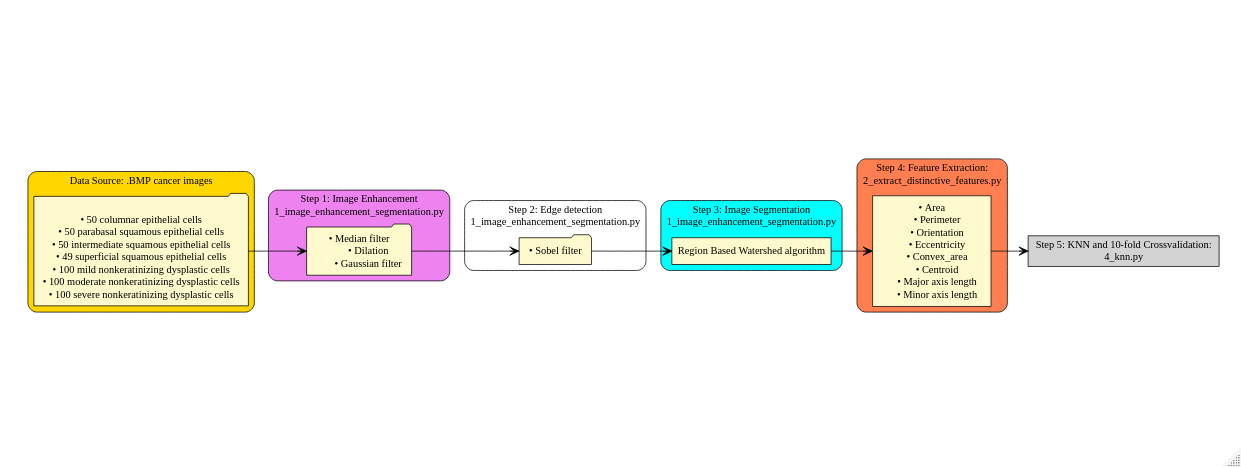 Data Source: .BMP cancer images
• 50 columnar epithelial cells
• 50 parabasal squamous epithelial cells
• 50 intermediate squamous epithelial cells
• 49 superficial squamous epithelial cells
• 100 mild nonkeratinizing dysplastic cells
• 100 moderate nonkeratinizing dysplastic cells
• 100 severe nonkeratinizing dysplastic cells
Step 1: Image Enhancement
1_image_enhancement_segmentation.py
• Median filter
• Dilation
• Gaussian filter
Step 2: Edge detection
1_image_enhancement_segmentation.py
• Sobel filter
Step 3: Image Segmentation
1_image_enhancement_segmentation.py
Region Based Watershed algorithm
Step 4: Feature Extraction:
2_extract_distinctive_features.py
• Area
• Perimeter
• Orientation
• Eccentricity
• Convex_area
• Centroid
• Major axis length
• Minor axis length
Step 5: KNN and 10-fold Crossvalidation:
4_knn.py